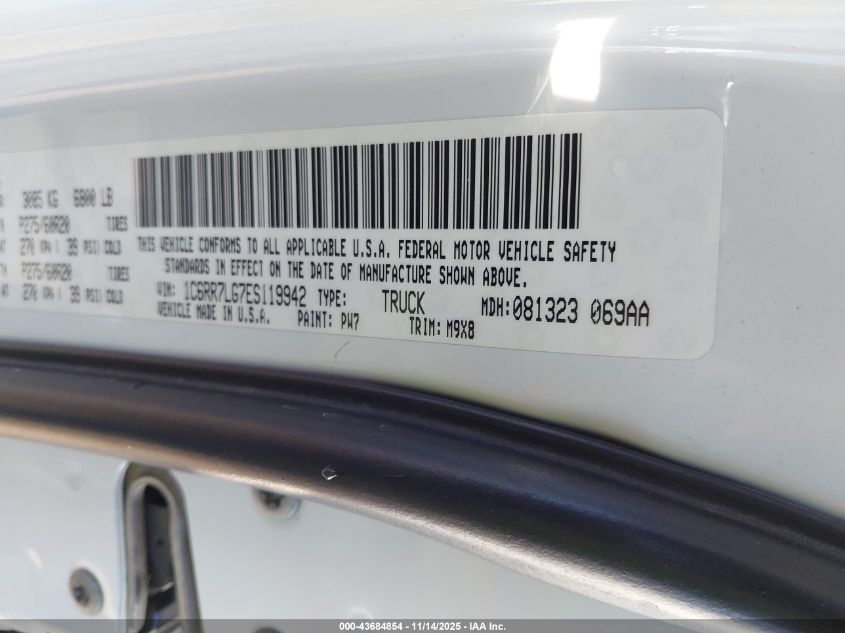 3085 KG 6800 LB
P275/60R20 TIRES
270 KPA ( 39 PSI) COLD
P275/60R20 TIRES
270 KPA ( 39 PSI) COLD
THIS VEHICLE CONFORMS TO ALL APPLICABLE U.S.A. FEDERAL MOTOR VEHICLE SAFETY
STANDARDS IN EFFECT ON THE DATE OF MANUFACTURE SHOWN ABOVE.
VIN: 1C6RR7LG7ES119942 TYPE: TRUCK MDH:081323 069AA
VEHICLE MADE IN U.S.A. PAINT: PW7 TRIM: M9X8
000-43684854 - 11/14/2025 - IAA Inc.